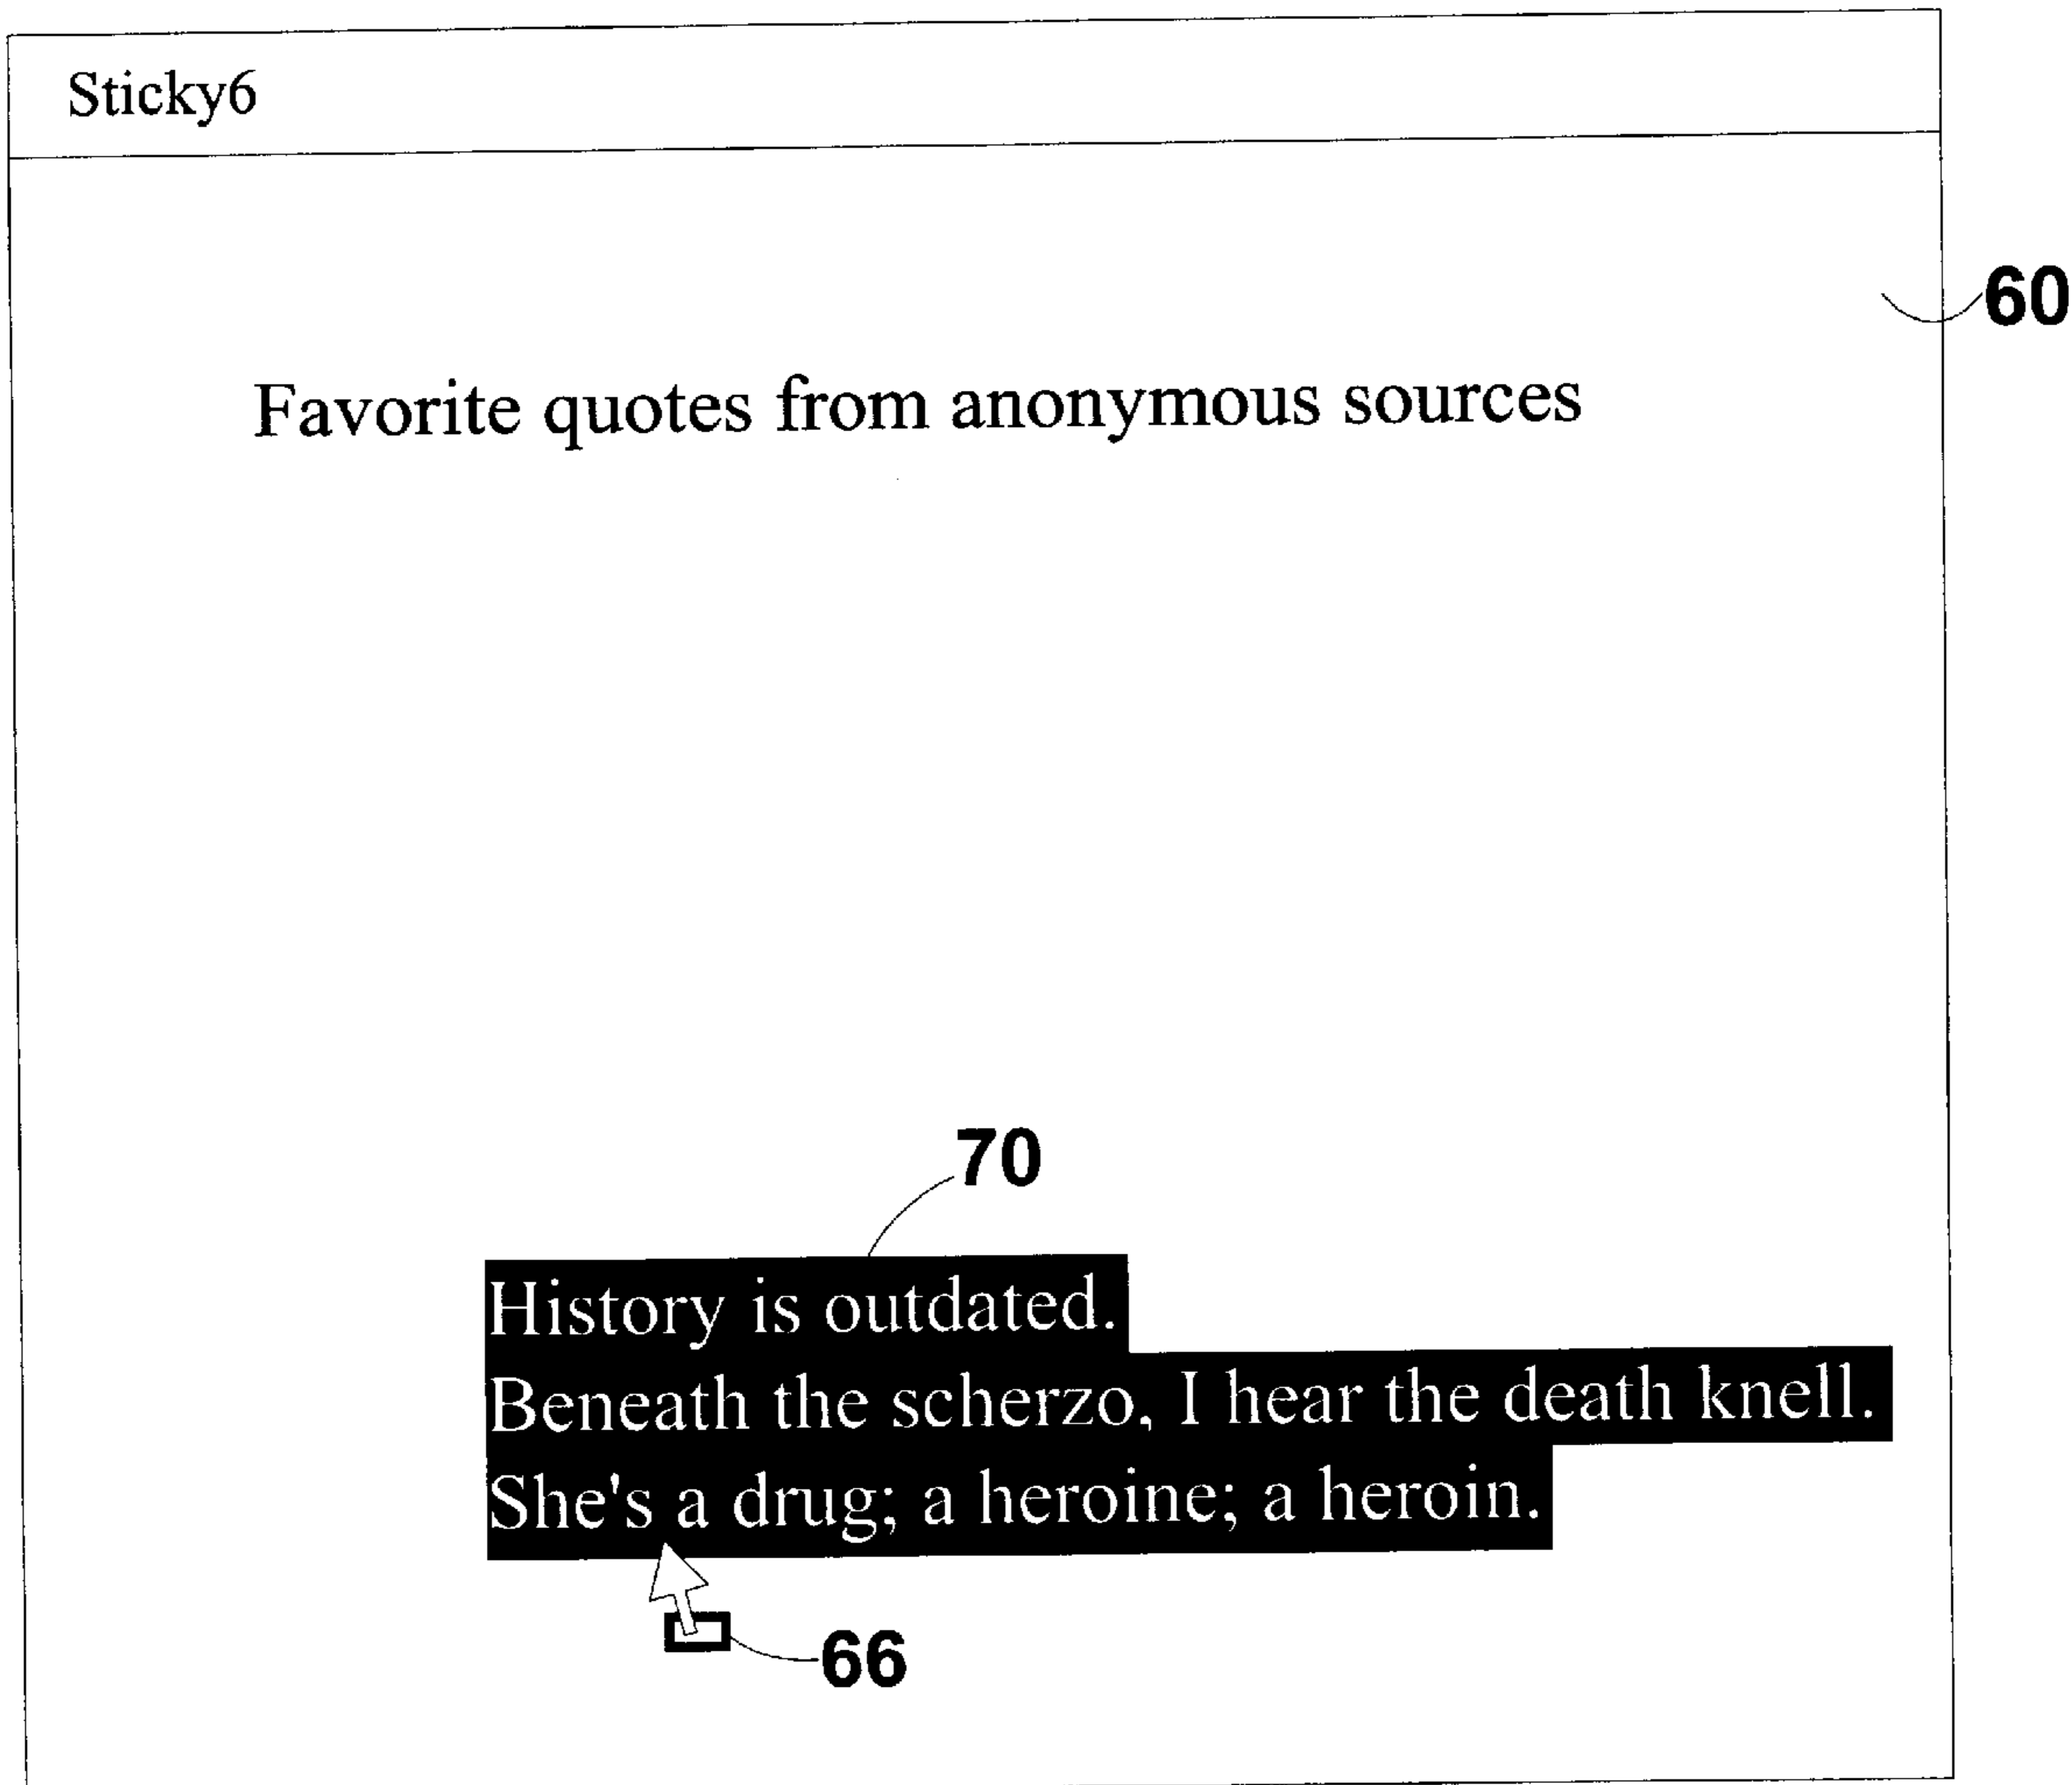 Sticky6
60
Favorite quotes from anonymous sources
70
History is outdated.
Beneath the scherzo, I hear the death knell.
She's a drug; a heroine; a heroin.
66